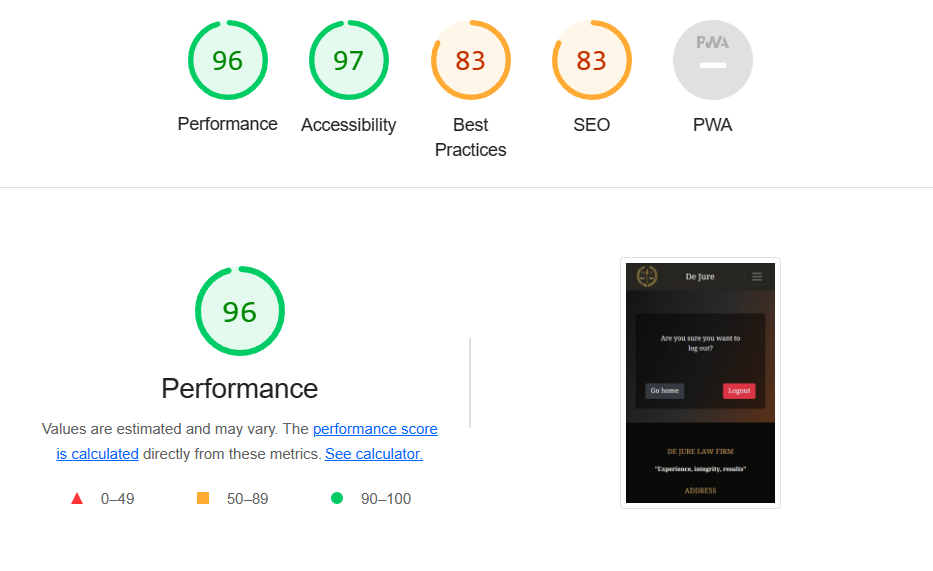 96
97
83
83
PWA
Performance
Accessibility
Best
Practices
SEO
PWA
96
Performance
Values are estimated and may vary. The performance score
is calculated directly from these metrics. See calculator.
0–49
50–89
90–100
De Jure
Are you sure you want to
log out?
Go home
Logout
DE JURE LAW FIRM
"Experience, integrity, results"
ADDRESS